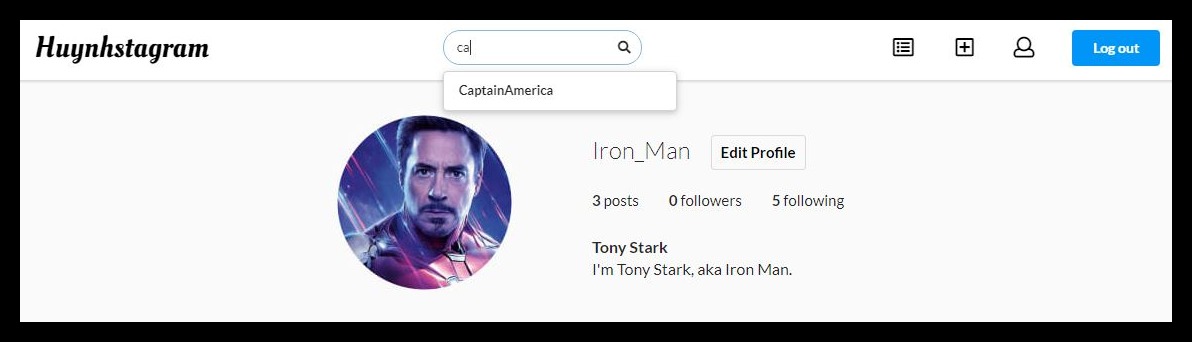 Huynhstagram
ca
Log out
CaptainAmerica
Iron_Man Edit Profile
3 posts 0 followers 5 following
Tony Stark
I'm Tony Stark, aka Iron Man.